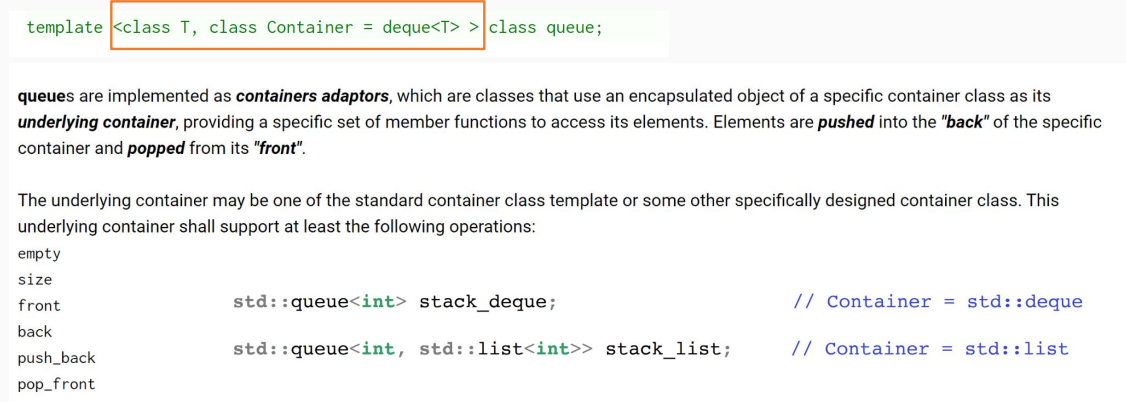 template <class T, class Container = deque<T> > class queue;
queues are implemented as containers adaptors, which are classes that use an encapsulated object of a specific container class as its
underlying container, providing a specific set of member functions to access its elements. Elements are pushed into the "back" of the specific
container and popped from its "front".
The underlying container may be one of the standard container class template or some other specifically designed container class. This
underlying container shall support at least the following operations:
empty
size
front
back
push_back
pop_front
std::queue<int> stack_deque; // Container = std::deque
std::queue<int, std::list<int>> stack_list; // Container = std::list